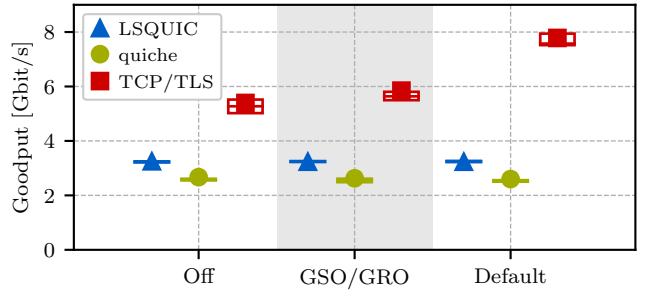 LSQUIC
quiche
TCP/TLS
Goodput [Gbit/s]
8
6
4
2
0
Off
GSO/GRO
Default